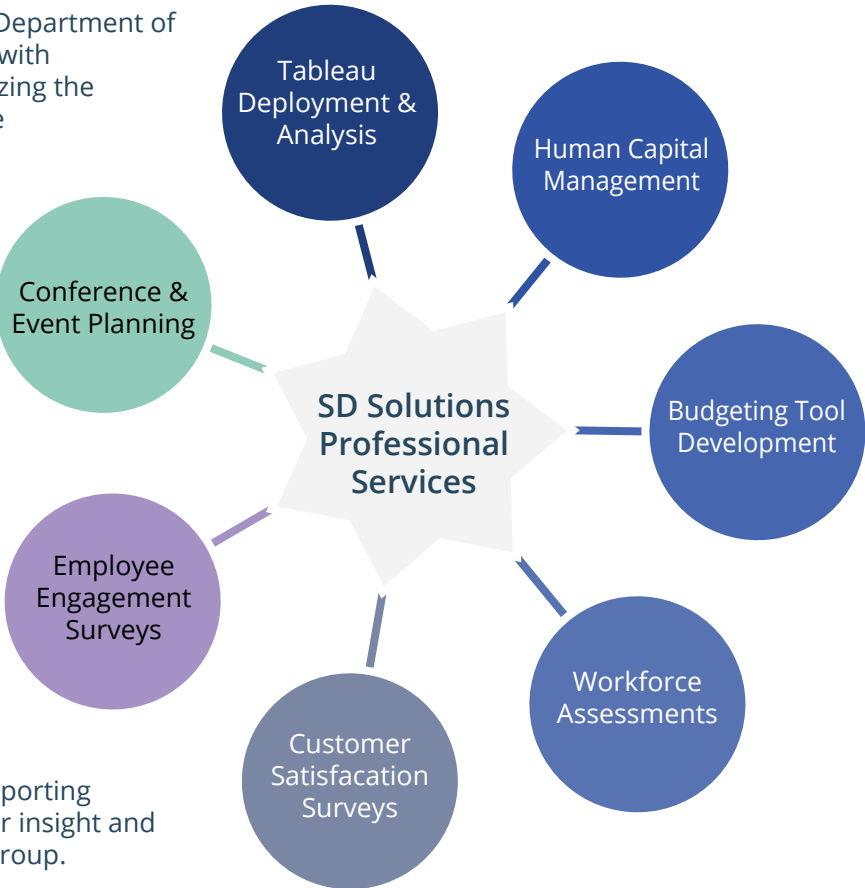 Department of
with
zing the
e
Tableau
Deployment &
Analysis
Human Capital
Management
Conference &
Event Planning
SD Solutions
Professional
Services
Budgeting Tool
Development
Employee
Engagement
Surveys
Workforce
Assessments
Customer
Satisfacation
Surveys
porting
r insight and
roup.